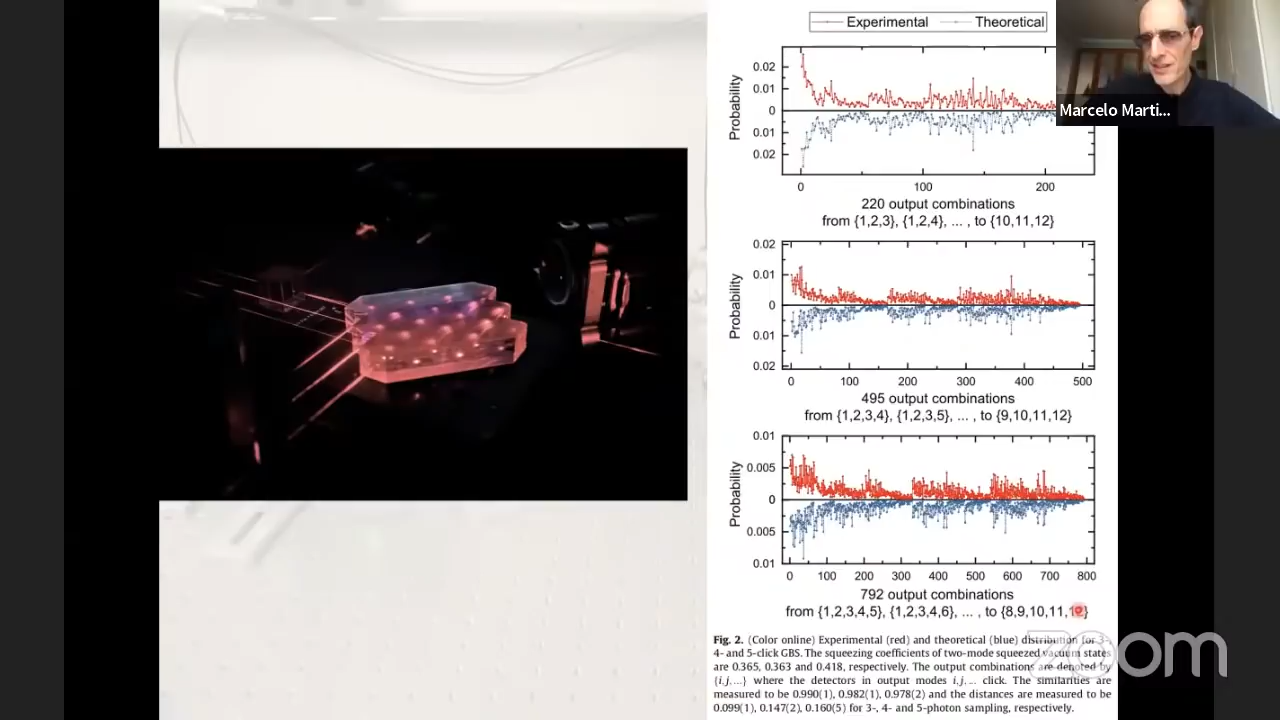 Experimental Theoretical
Marcelo Marti...
Probability
0.02
0.01
0
0.01
0.02
0 100 200
220 output combinations
from {1,2,3}, {1,2,4}, ... , to {10,11,12}
Probability
0.02
0.01
0
0.01
0.02
0 100 200 300 400 500
495 output combinations
from {1,2,3,4}, {1,2,3,5}, ... , to {9,10,11,12}
Probability
0.01
0.005
0
0.005
0.01
0 100 200 300 400 500 600 700 800
792 output combinations
from {1,2,3,4,5}, {1,2,3,4,6}, ... , to {8,9,10,11,12}
Fig. 2. (Color online) Experimental (red) and theoretical (blue) distribution for 3-,
4- and 5-click GBS. The squeezing coefficients of two-mode squeezed vacuum states
are 0.365, 0.363 and 0.418, respectively. The output combinations are denoted by
{i,j,...} where the detectors in output modes i,j,... click. The similarities are
measured to be 0.990(1), 0.982(1), 0.978(2) and the distances are measured to be
0.099(1), 0.147(2), 0.160(5) for 3-, 4- and 5-photon sampling, respectively.
zoom